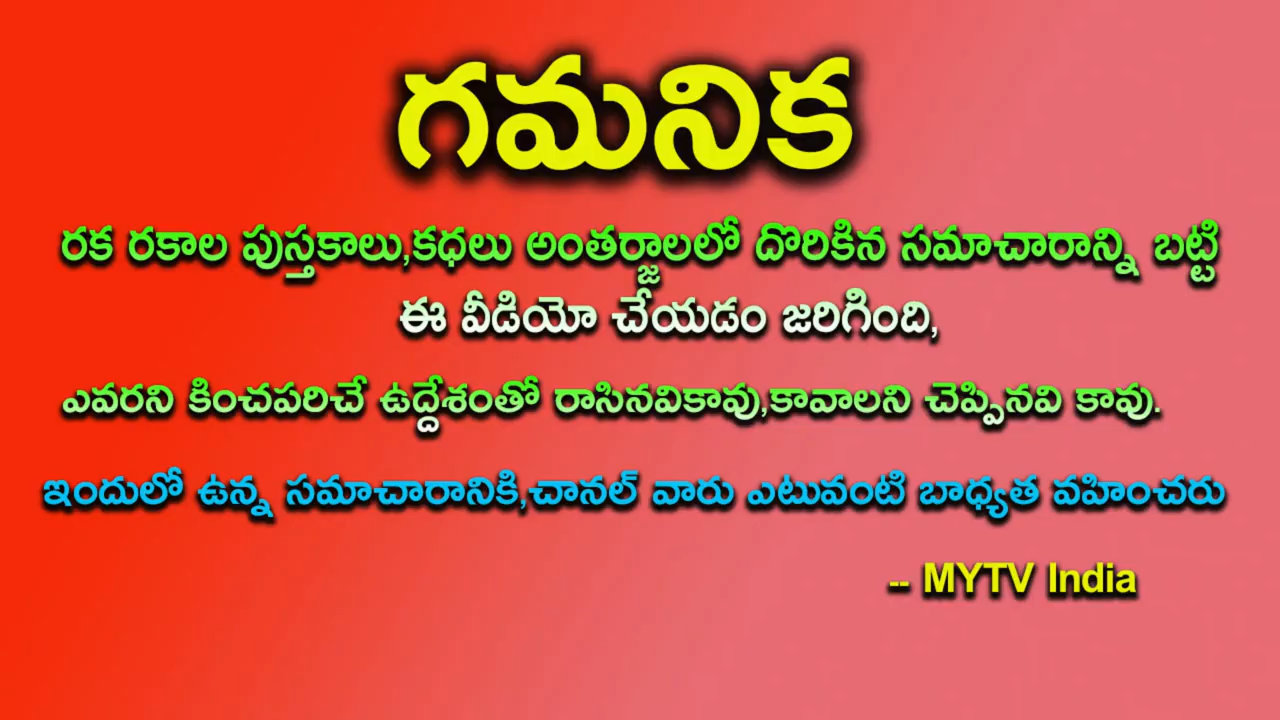 గమనిక
రక రకాల పుస్తకాలు,కధలు అంతర్జాలలో దొరికిన సమాచారాన్ని బట్టి
ఈ వీడియో చేయడం జరిగింది,
ఎవరని కించపరిచే ఉద్దేశంతో రాసినవికావు,కావాలని చెప్పినవి కావు.
ఇందులో ఉన్న సమాచారానికి,చానల్ వారు ఎటువంటి బాధ్యత వహించరు
-- MYTV India